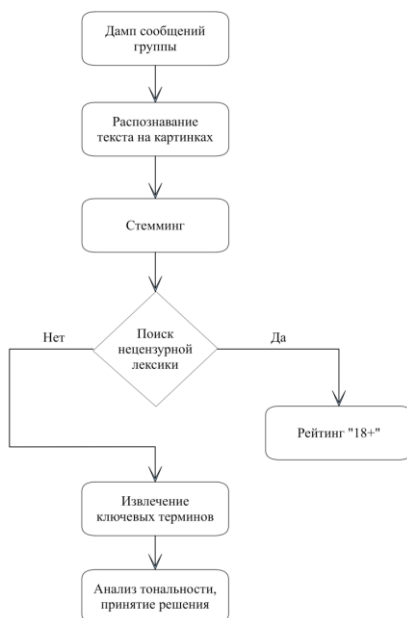 Дамп сообщений
группы
Распознавание
текста на картинках
Стемминг
Нет
Поиск
нецензурной
лексики
Да
Рейтинг "18+"
Извлечение
ключевых терминов
Анализ тональности,
принятие решения